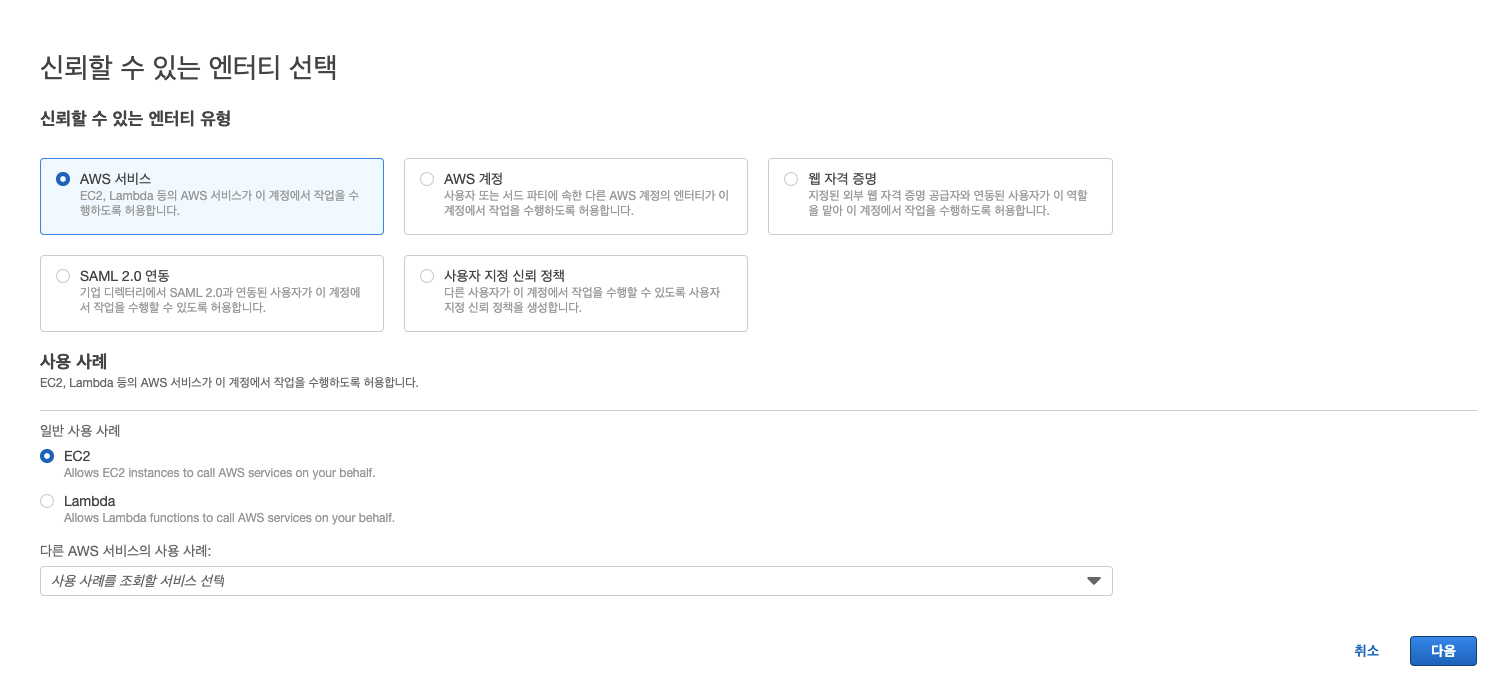 신뢰할 수 있는 엔터티 선택
신뢰할 수 있는 엔터티 유형
AWS 서비스
EC2, Lambda 등의 AWS 서비스가 이 계정에서 작업을 수
행하도록 허용합니다.
AWS 계정
사용자 또는 서드 파티에 속한 다른 AWS 계정의 엔터티가 이
계정에서 작업을 수행하도록 허용합니다.
웹 자격 증명
지정된 외부 웹 자격 증명 공급자와 연동된 사용자가 이 역할
을 맡아 이 계정에서 작업을 수행하도록 허용합니다.
SAML 2.0 연동
기업 디렉터리에서 SAML 2.0과 연동된 사용자가 이 계정에
서 작업을 수행할 수 있도록 허용합니다.
사용자 지정 신뢰 정책
다른 사용자가 이 계정에서 작업을 수행할 수 있도록 사용자
지정 신뢰 정책을 생성합니다.
사용 사례
EC2, Lambda 등의 AWS 서비스가 이 계정에서 작업을 수행하도록 허용합니다.
일반 사용 사례
EC2
Allows EC2 instances to call AWS services on your behalf.
Lambda
Allows Lambda functions to call AWS services on your behalf.
다른 AWS 서비스의 사용 사례:
사용 사례를 조회할 서비스 선택
취소
다음